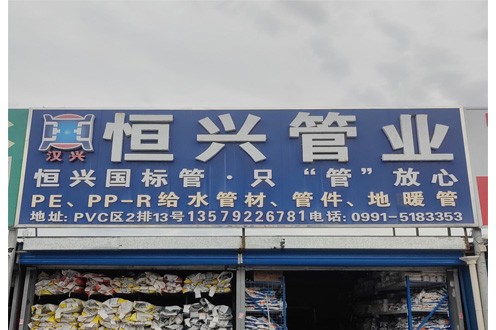 恒兴管业
汉兴
恒兴国标管·只“管”放心
PE、PP-R给水管材、管件、地暖管
地址:PVC区2排13号13579226781电话:0991-5183353